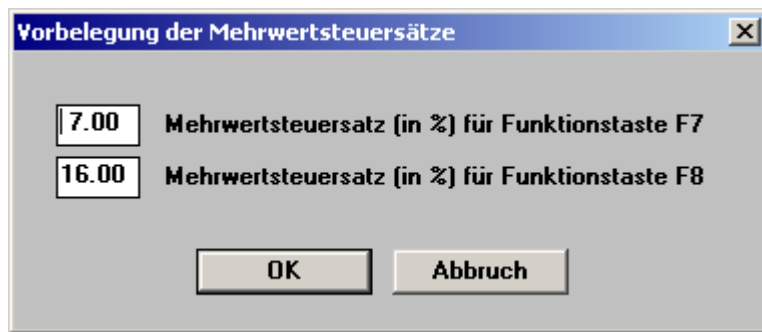 Vorbelegung der Mehrwertsteuersätze
7.00 Mehrwertsteuersatz (in %) für Funktionstaste F7
16.00 Mehrwertsteuersatz (in %) für Funktionstaste F8
OK Abbruch